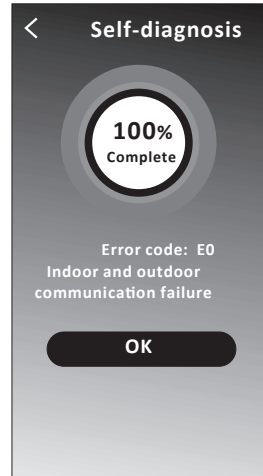 Self-diagnosis
100%
Complete
Error code: E0
Indoor and outdoor
communication failure
OK